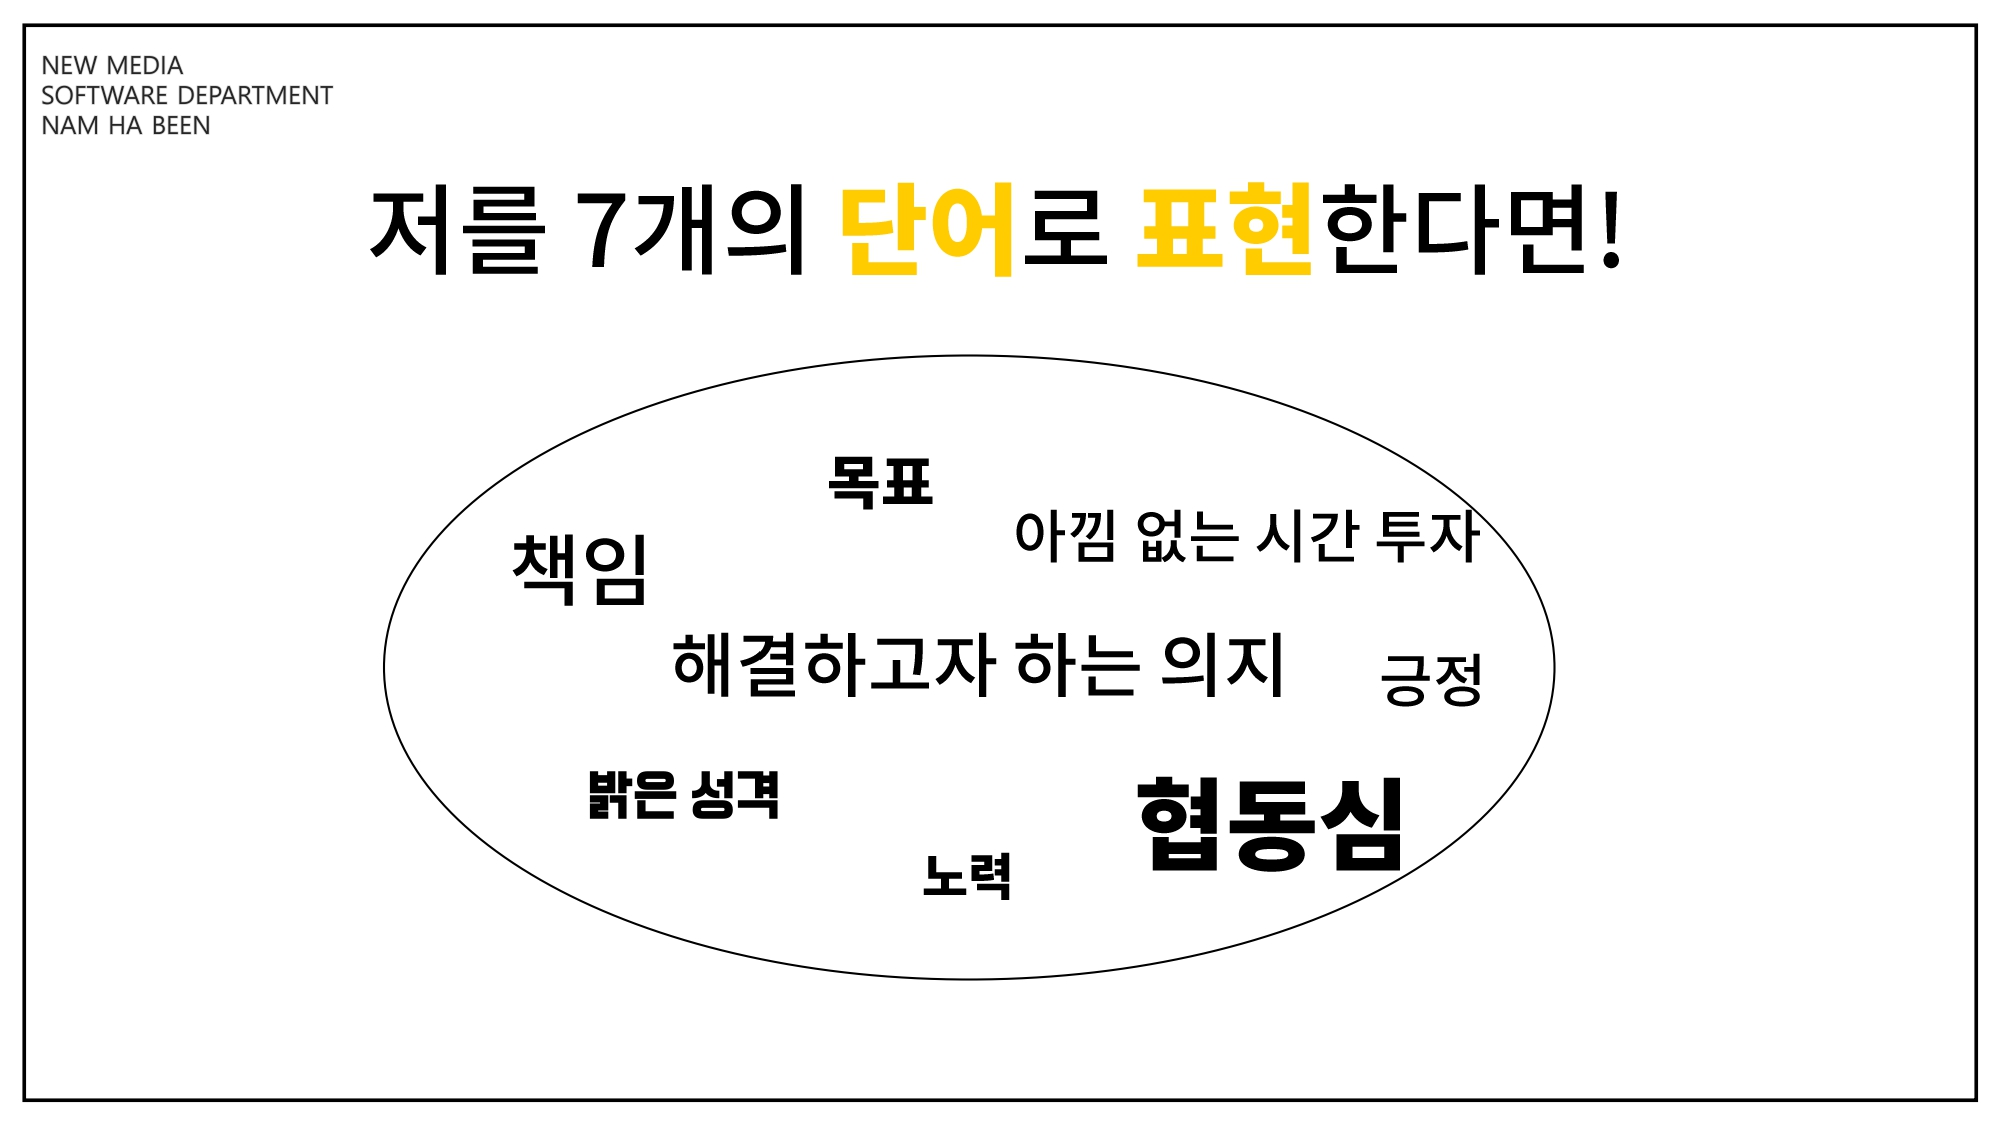 NEW MEDIA
SOFTWARE DEPARTMENT
NAM HA BEEN
저를 7개의 단어로 표현한다면!
목표
아낌 없는 시간 투자
책임
해결하고자 하는 의지
긍정
밝은 성격
협동심
노력